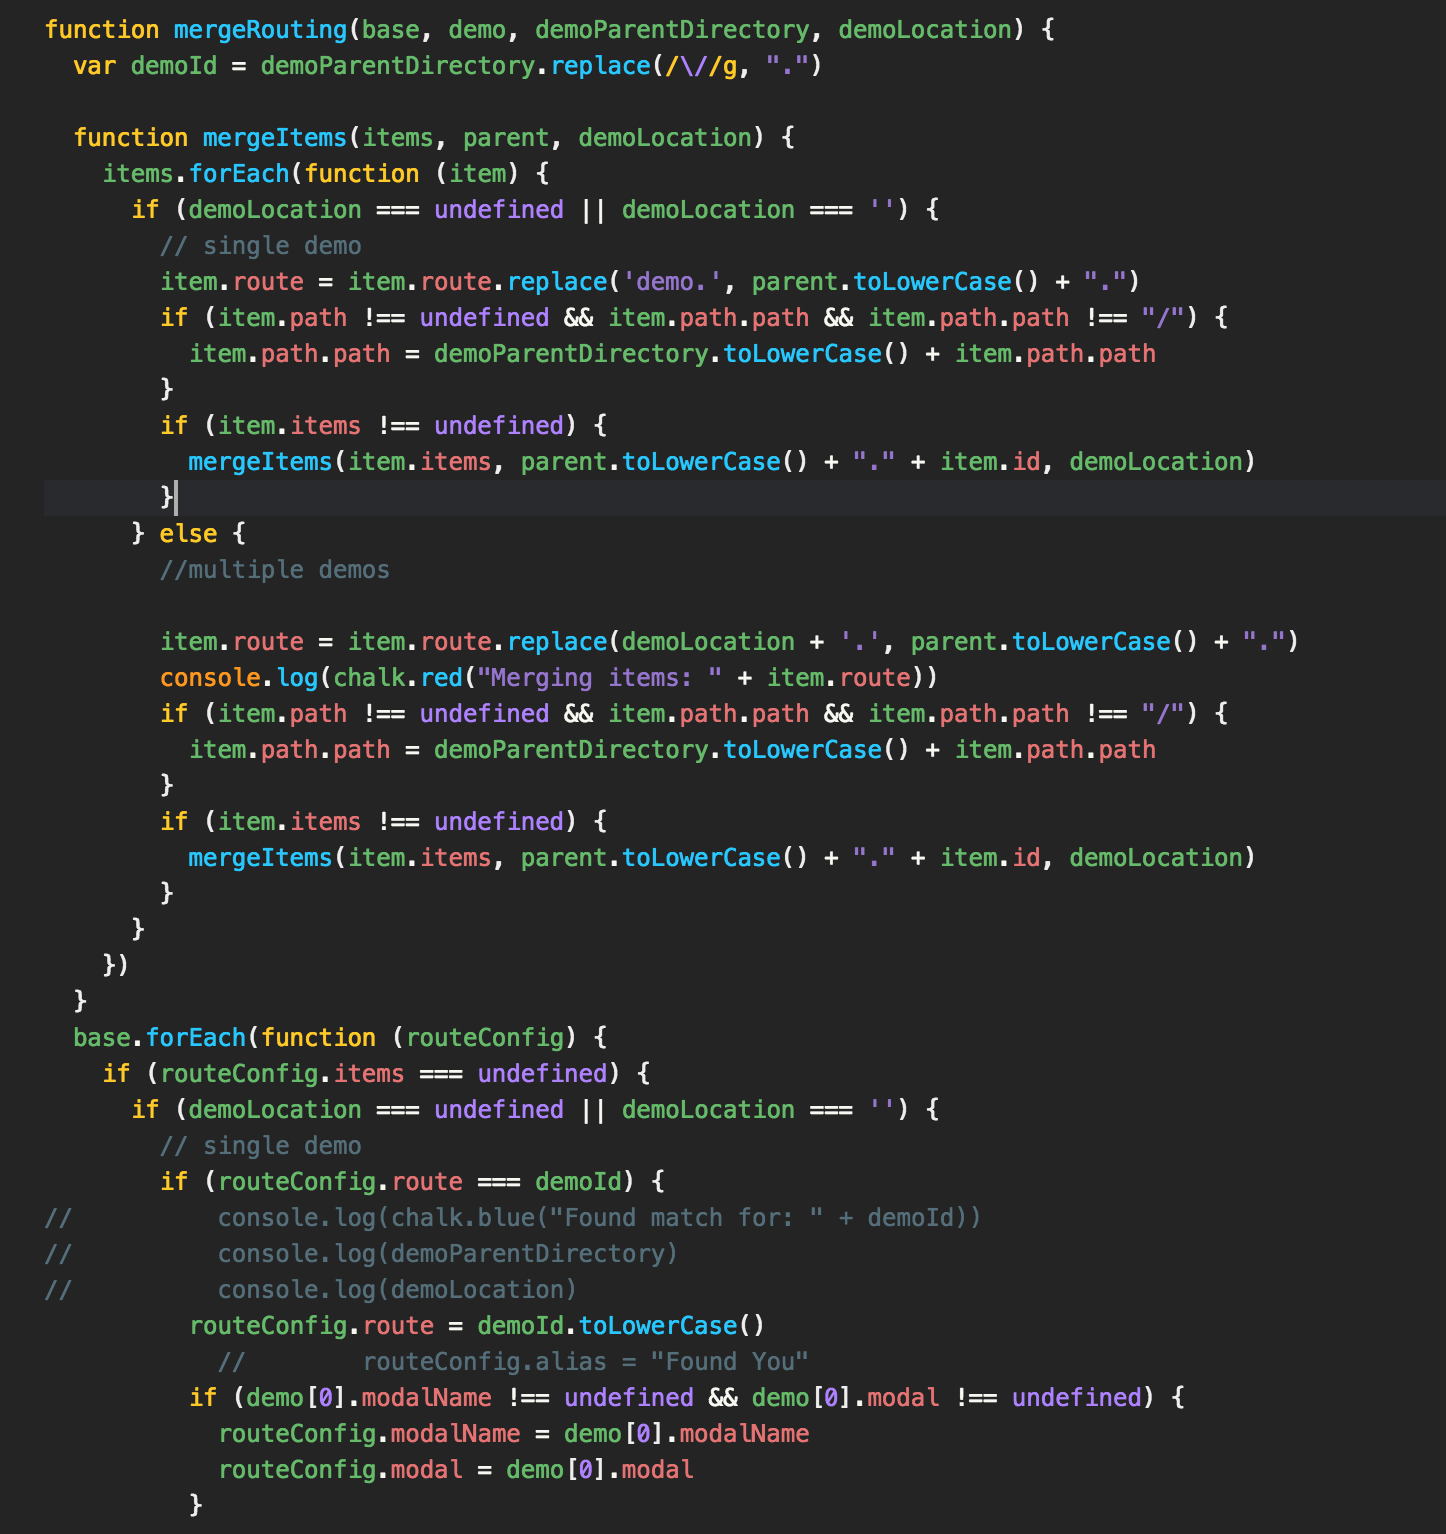 function mergeRouting(base, demo, demoParentDirectory, demoLocation) {
  var demoId = demoParentDirectory.replace(/\//g, ".")

  function mergeItems(items, parent, demoLocation) {
    items.forEach(function (item) {
      if (demoLocation === undefined || demoLocation === '') {
        // single demo
        item.route = item.route.replace('demo.', parent.toLowerCase() + ".")
        if (item.path !== undefined && item.path.path && item.path.path !== "/") {
          item.path.path = demoParentDirectory.toLowerCase() + item.path.path
        }
        if (item.items !== undefined) {
          mergeItems(item.items, parent.toLowerCase() + "." + item.id, demoLocation)
        }
      } else {
        //multiple demos

        item.route = item.route.replace(demoLocation + '.', parent.toLowerCase() + ".")
        console.log(chalk.red("Merging items: " + item.route))
        if (item.path !== undefined && item.path.path && item.path.path !== "/") {
          item.path.path = demoParentDirectory.toLowerCase() + item.path.path
        }
        if (item.items !== undefined) {
          mergeItems(item.items, parent.toLowerCase() + "." + item.id, demoLocation)
        }
      }
    })
  }
  base.forEach(function (routeConfig) {
    if (routeConfig.items === undefined) {
      if (demoLocation === undefined || demoLocation === '') {
        // single demo
        if (routeConfig.route === demoId) {
//          console.log(chalk.blue("Found match for: " + demoId))
//          console.log(demoParentDirectory)
//          console.log(demoLocation)
          routeConfig.route = demoId.toLowerCase()
            //        routeConfig.alias = "Found You"
          if (demo[0].modalName !== undefined && demo[0].modal !== undefined) {
            routeConfig.modalName = demo[0].modalName
            routeConfig.modal = demo[0].modal
          }